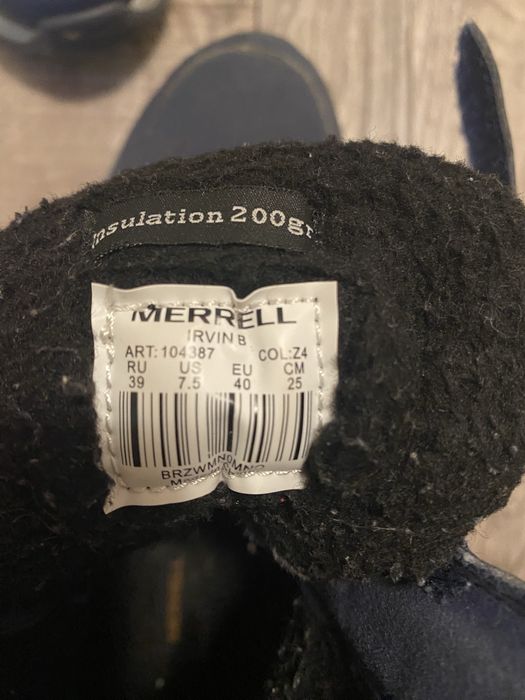 Insulation 200gr
MERRELL
IRVIN B
ART:104387 COL:Z4
RU US EU CM
39 7.5 40 25